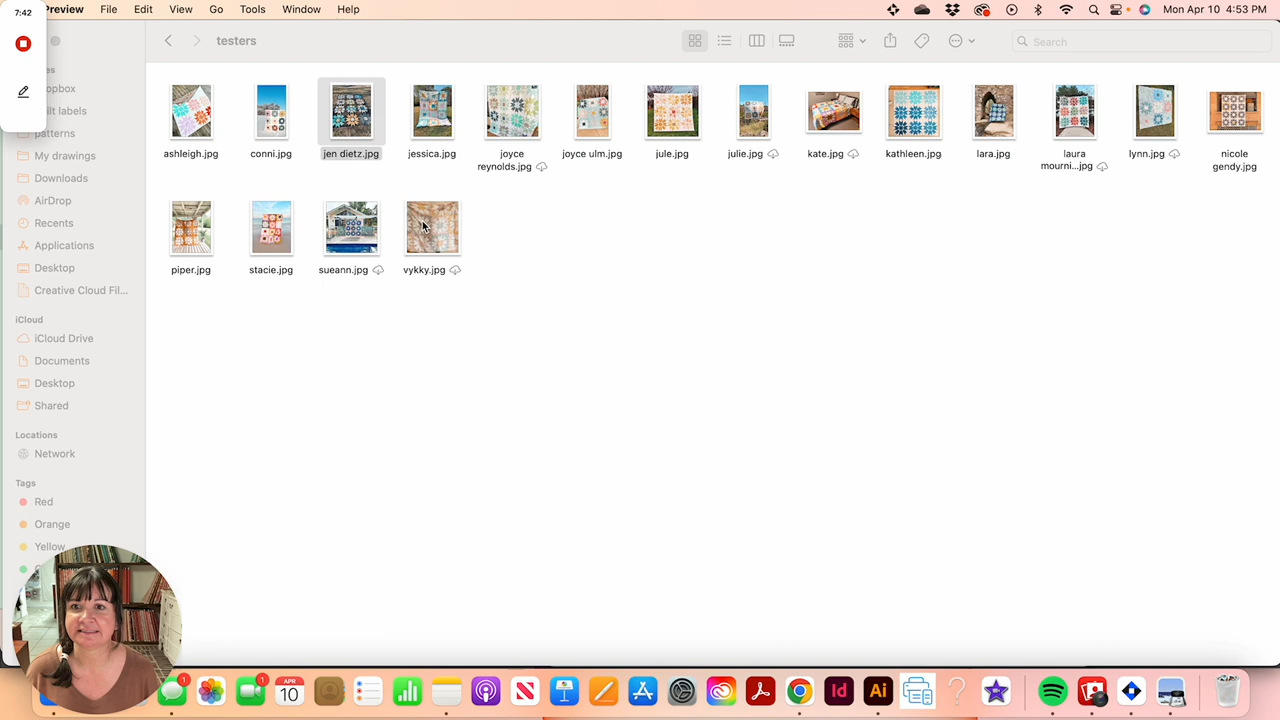 7:42
Preview File Edit View Go Tools Window Help
Mon Apr 10 4:53 PM
testers
Search
patterns
My drawings
Downloads
AirDrop
Recents
Applications
Desktop
Creative Cloud Fil...
iCloud
iCloud Drive
Documents
Desktop
Shared
Locations
Network
Tags
Red
Orange
Yellow
ashleigh.jpg
conni.jpg
jen dietz.jpg
jessica.jpg
joyce
reynolds.jpg
joyce ulm.jpg
jule.jpg
julie.jpg
kate.jpg
kathleen.jpg
lara.jpg
laura
mourni...jpg
lynn.jpg
nicole
gendy.jpg
piper.jpg
stacie.jpg
sueann.jpg
vykky.jpg
1
1
APR
10
Id
Ai